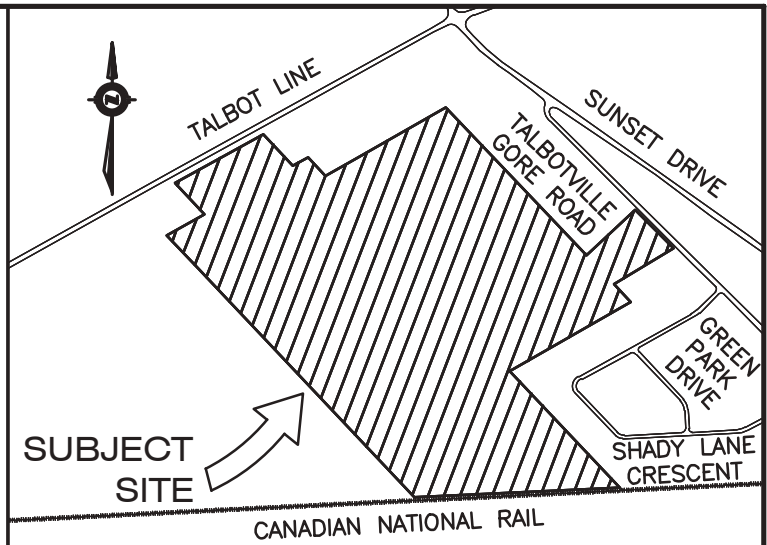 TALBOT LINE
SUNSET DRIVE
TALBOTVILLE
GORE ROAD
GREEN
PARK
DRIVE
SUBJECT
SITE
SHADY LANE
CRESCENT
CANADIAN NATIONAL RAIL